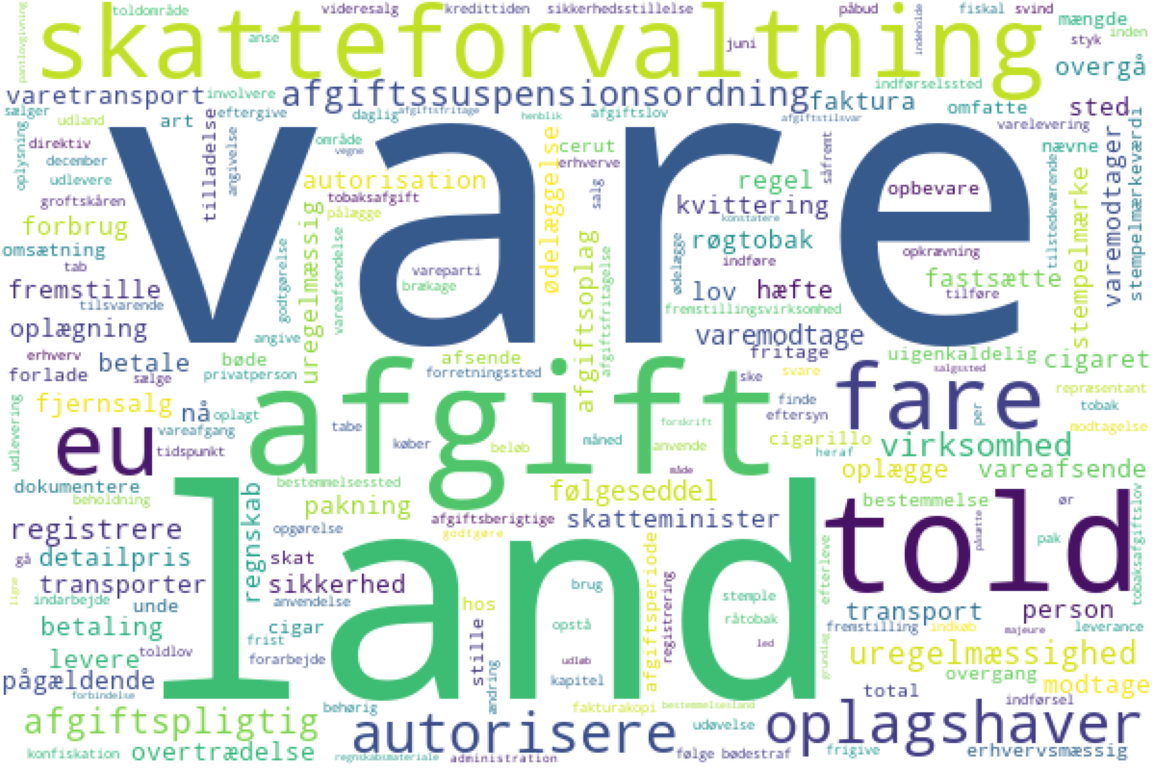 toldområde
videresalg
kredittiden
sikkerhedsstillelse
påbud
fiskal
svind
mængde
pantlovgivning
skatteforvaltning
anse
juni
indeholde
styk
inden
overgå
varetransport
involvere
afgiftssuspensionsordning
indførselssted
faktura
omfatte
sted
sælger
udland
art
eftergive
daglig
afgiftsfritage
henblik
afgiftslov
afgiftstilsvar
varelevering
oplysning
direktiv
december
udlevere
groftskåren
tilladelse
angivelse
område
vegne
vare
ødelæggelse
cerut
erhverve
salg
såfremt
nævne
varemodtager
stempelmærkeværdi
tilstedeværende
autorisation
tobaksafgift
pålægge
regel
opbevare
kvittering
konstatere
forbrug
omsætning
tab
uregelmæssig
godtgørelse
vareafsendelse
vareparti
brækage
afgiftsoplag
afgiftsfritagelse
ødelægge
røgtobak
indføre
opkrævning
fastsætte
tilføre
stempelmærke
fremstille
tilsvarende
lov
hæfte
fremstillingsvirksomhed
oplægning
angive
varemodtage
erhverv
betale
bøde
afsende
fritage
uigenkaldelig
cigaret
forlade
sælge
privatperson
forretningssted
ske
svare
salgssted
fjernsalg
nå
oplagt
afgift
fare
finde
eftersyn
per
repræsentant
tobak
modtagelse
udlevering
eu
vareafgang
tidspunkt
tabe
køber
beløb
måned
forskrift
anvende
cigarillo
heraf
virksomhed
dokumentere
beholdning
bestemmelsessted
måde
oplægge
vareafsende
registrere
regnskab
pakning
opgørelse
afgiftsberigtige
godtgøre
følgeseddel
skatteminister
bestemmelse
ør
told
påsætte
pak
tobaksafgiftslov
gå
detailpris
skat
land
afgiftsperiode
efterleve
ligne
transporter
sikkerhed
brug
registrering
stemple
indarbejde
unde
anvendelse
hos
råtobak
transport
person
betaling
frist
cigar
opstå
led
fremstilling
indkøb
majeure
leverance
levere
toldlov
forarbejde
stille
udløb
kapitel
grundlag
uregelmæssighed
pågældende
forbindelse
ændring
overgang
modtage
total
indførsel
afgiftspligtig
behørig
fakturakopi
bestemmelsesland
autorisere
udøvelse
oplagshaver
konfiskation
overtrædelse
regnskabsmateriale
administration
følge
bødestraf
frigive
erhvervsmæssig